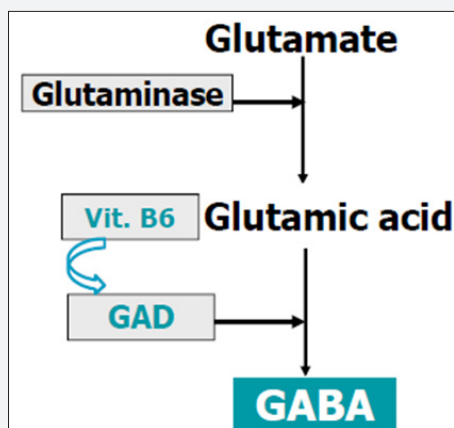 Glutamate
Glutaminase
Vit. B6
Glutamic acid
GAD
GABA